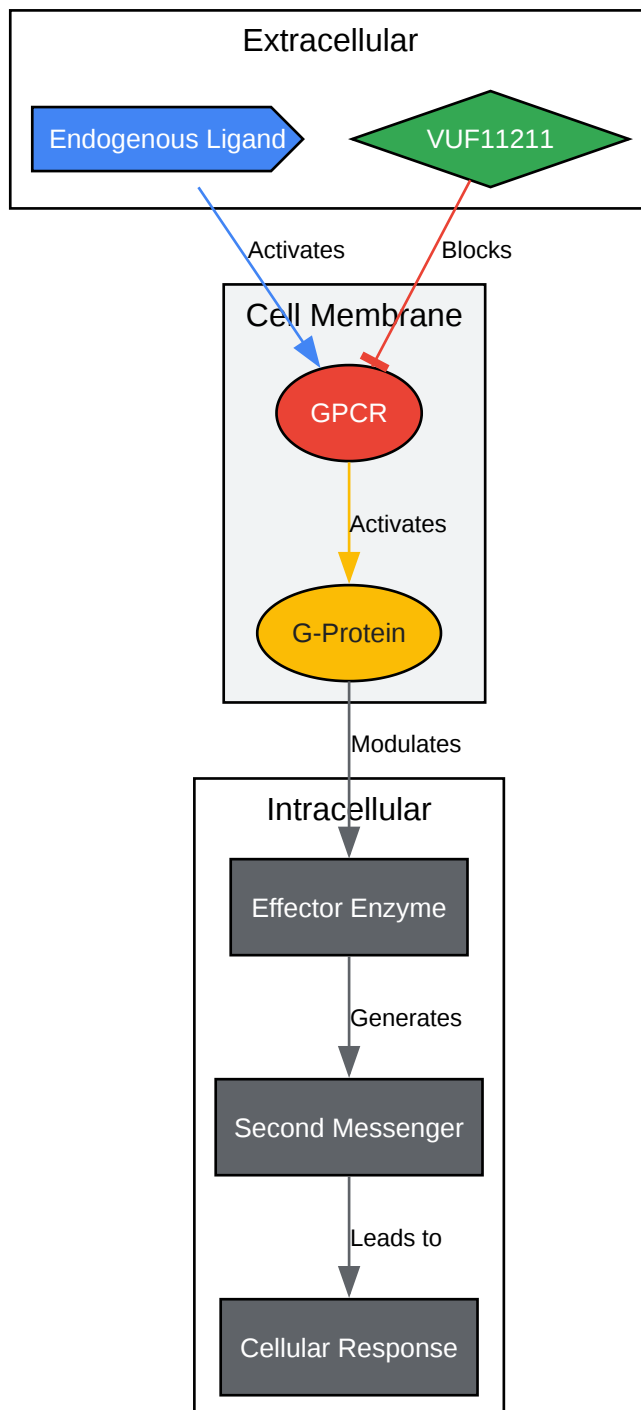 Extracellular
Endogenous Ligand
VUF11211
Activates
Blocks
Cell Membrane
GPCR
Activates
G-Protein
Modulates
Intracellular
Effector Enzyme
Generates
Second Messenger
Leads to
Cellular Response